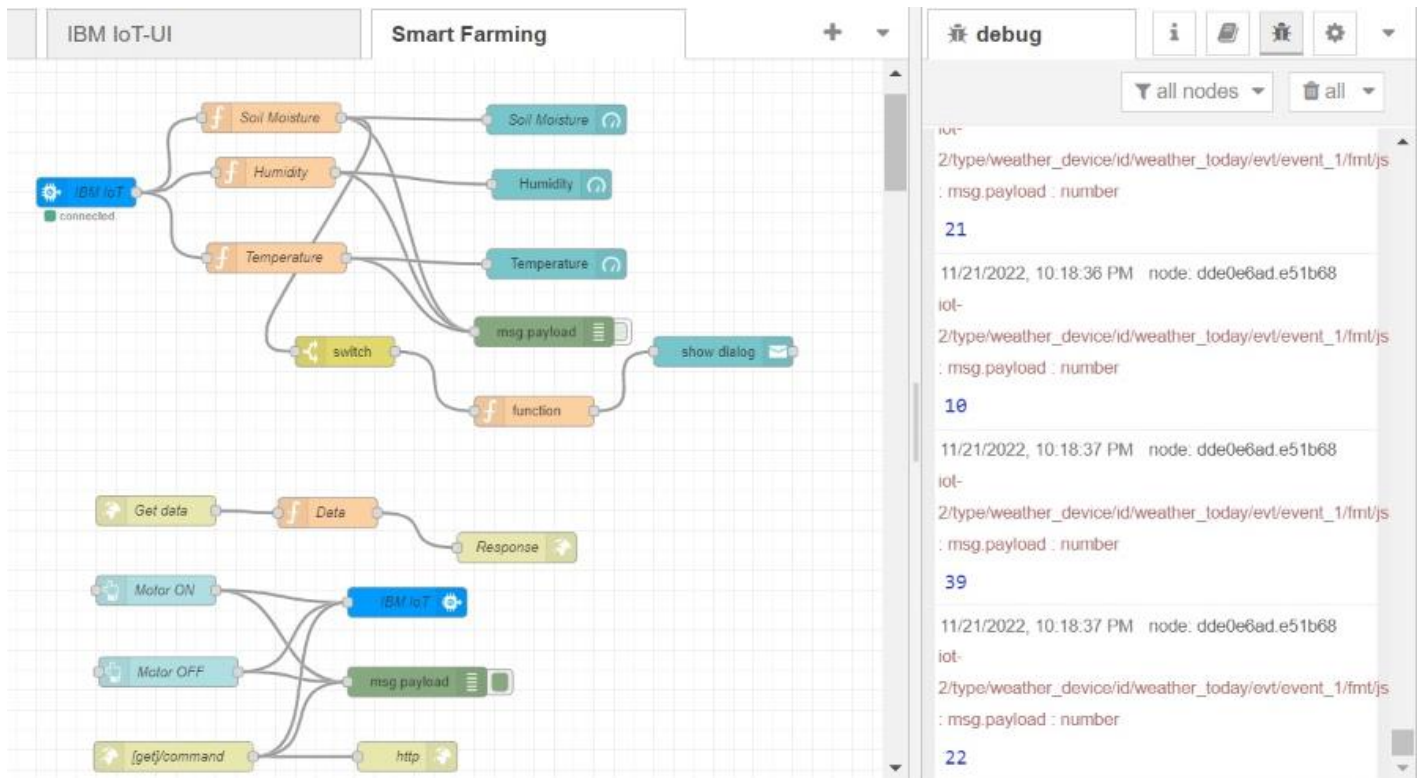 IBM IoT-UI
Smart Farming
Soil Moisture
Soil Moisture
Humidity
Humidity
IBM IoT
connected
Temperature
Temperature
msg.payload
switch
show dialog
function
Get data
Data
Response
Motor ON
IBM IoT
Motor OFF
msg.payload
[get]/command
http
debug
all nodes
all
2/type/weather_device/id/weather_today/evt/event_1/fmt/js
: msg.payload : number
21
11/21/2022, 10:18:36 PM node: dde0e6ad.e51b68
iot-
2/type/weather_device/id/weather_today/evt/event_1/fmt/js
: msg.payload : number
10
11/21/2022, 10:18:37 PM node: dde0e6ad.e51b68
iot-
2/type/weather_device/id/weather_today/evt/event_1/fmt/js
: msg.payload : number
39
11/21/2022, 10:18:37 PM node: dde0e6ad.e51b68
iot-
2/type/weather_device/id/weather_today/evt/event_1/fmt/js
: msg.payload : number
22